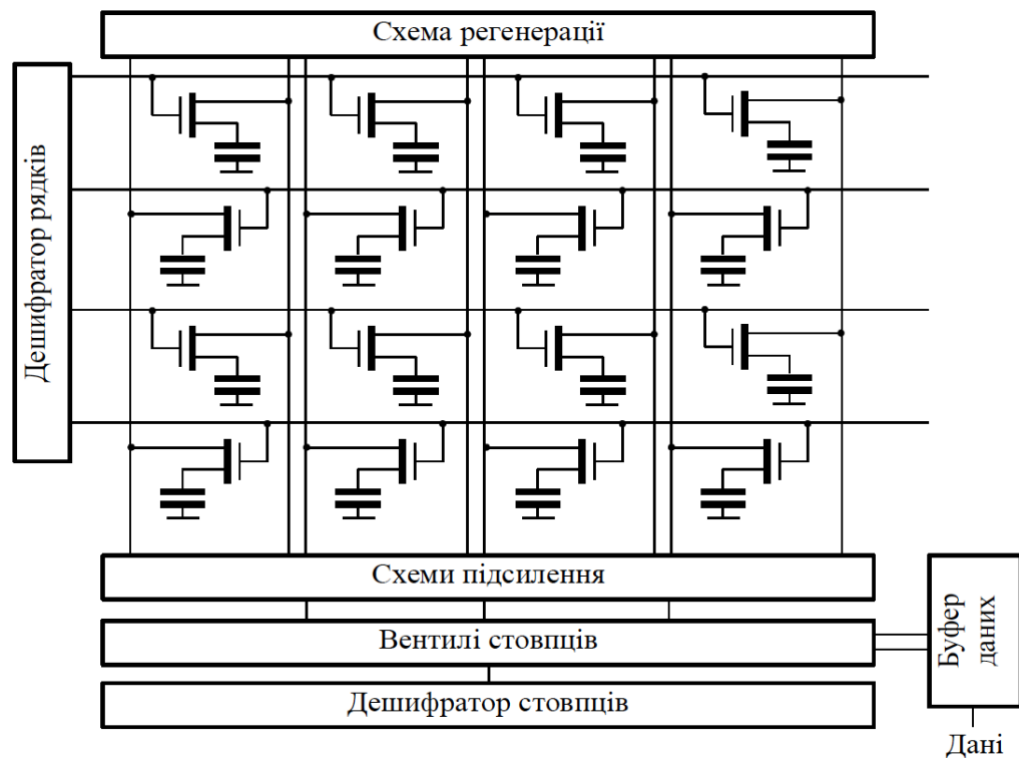 Схема регенерації
Дешифратор рядків
Схеми підсилення
Вентилі стовпців
Дешифратор стовпців
Буфер
даних
Дані